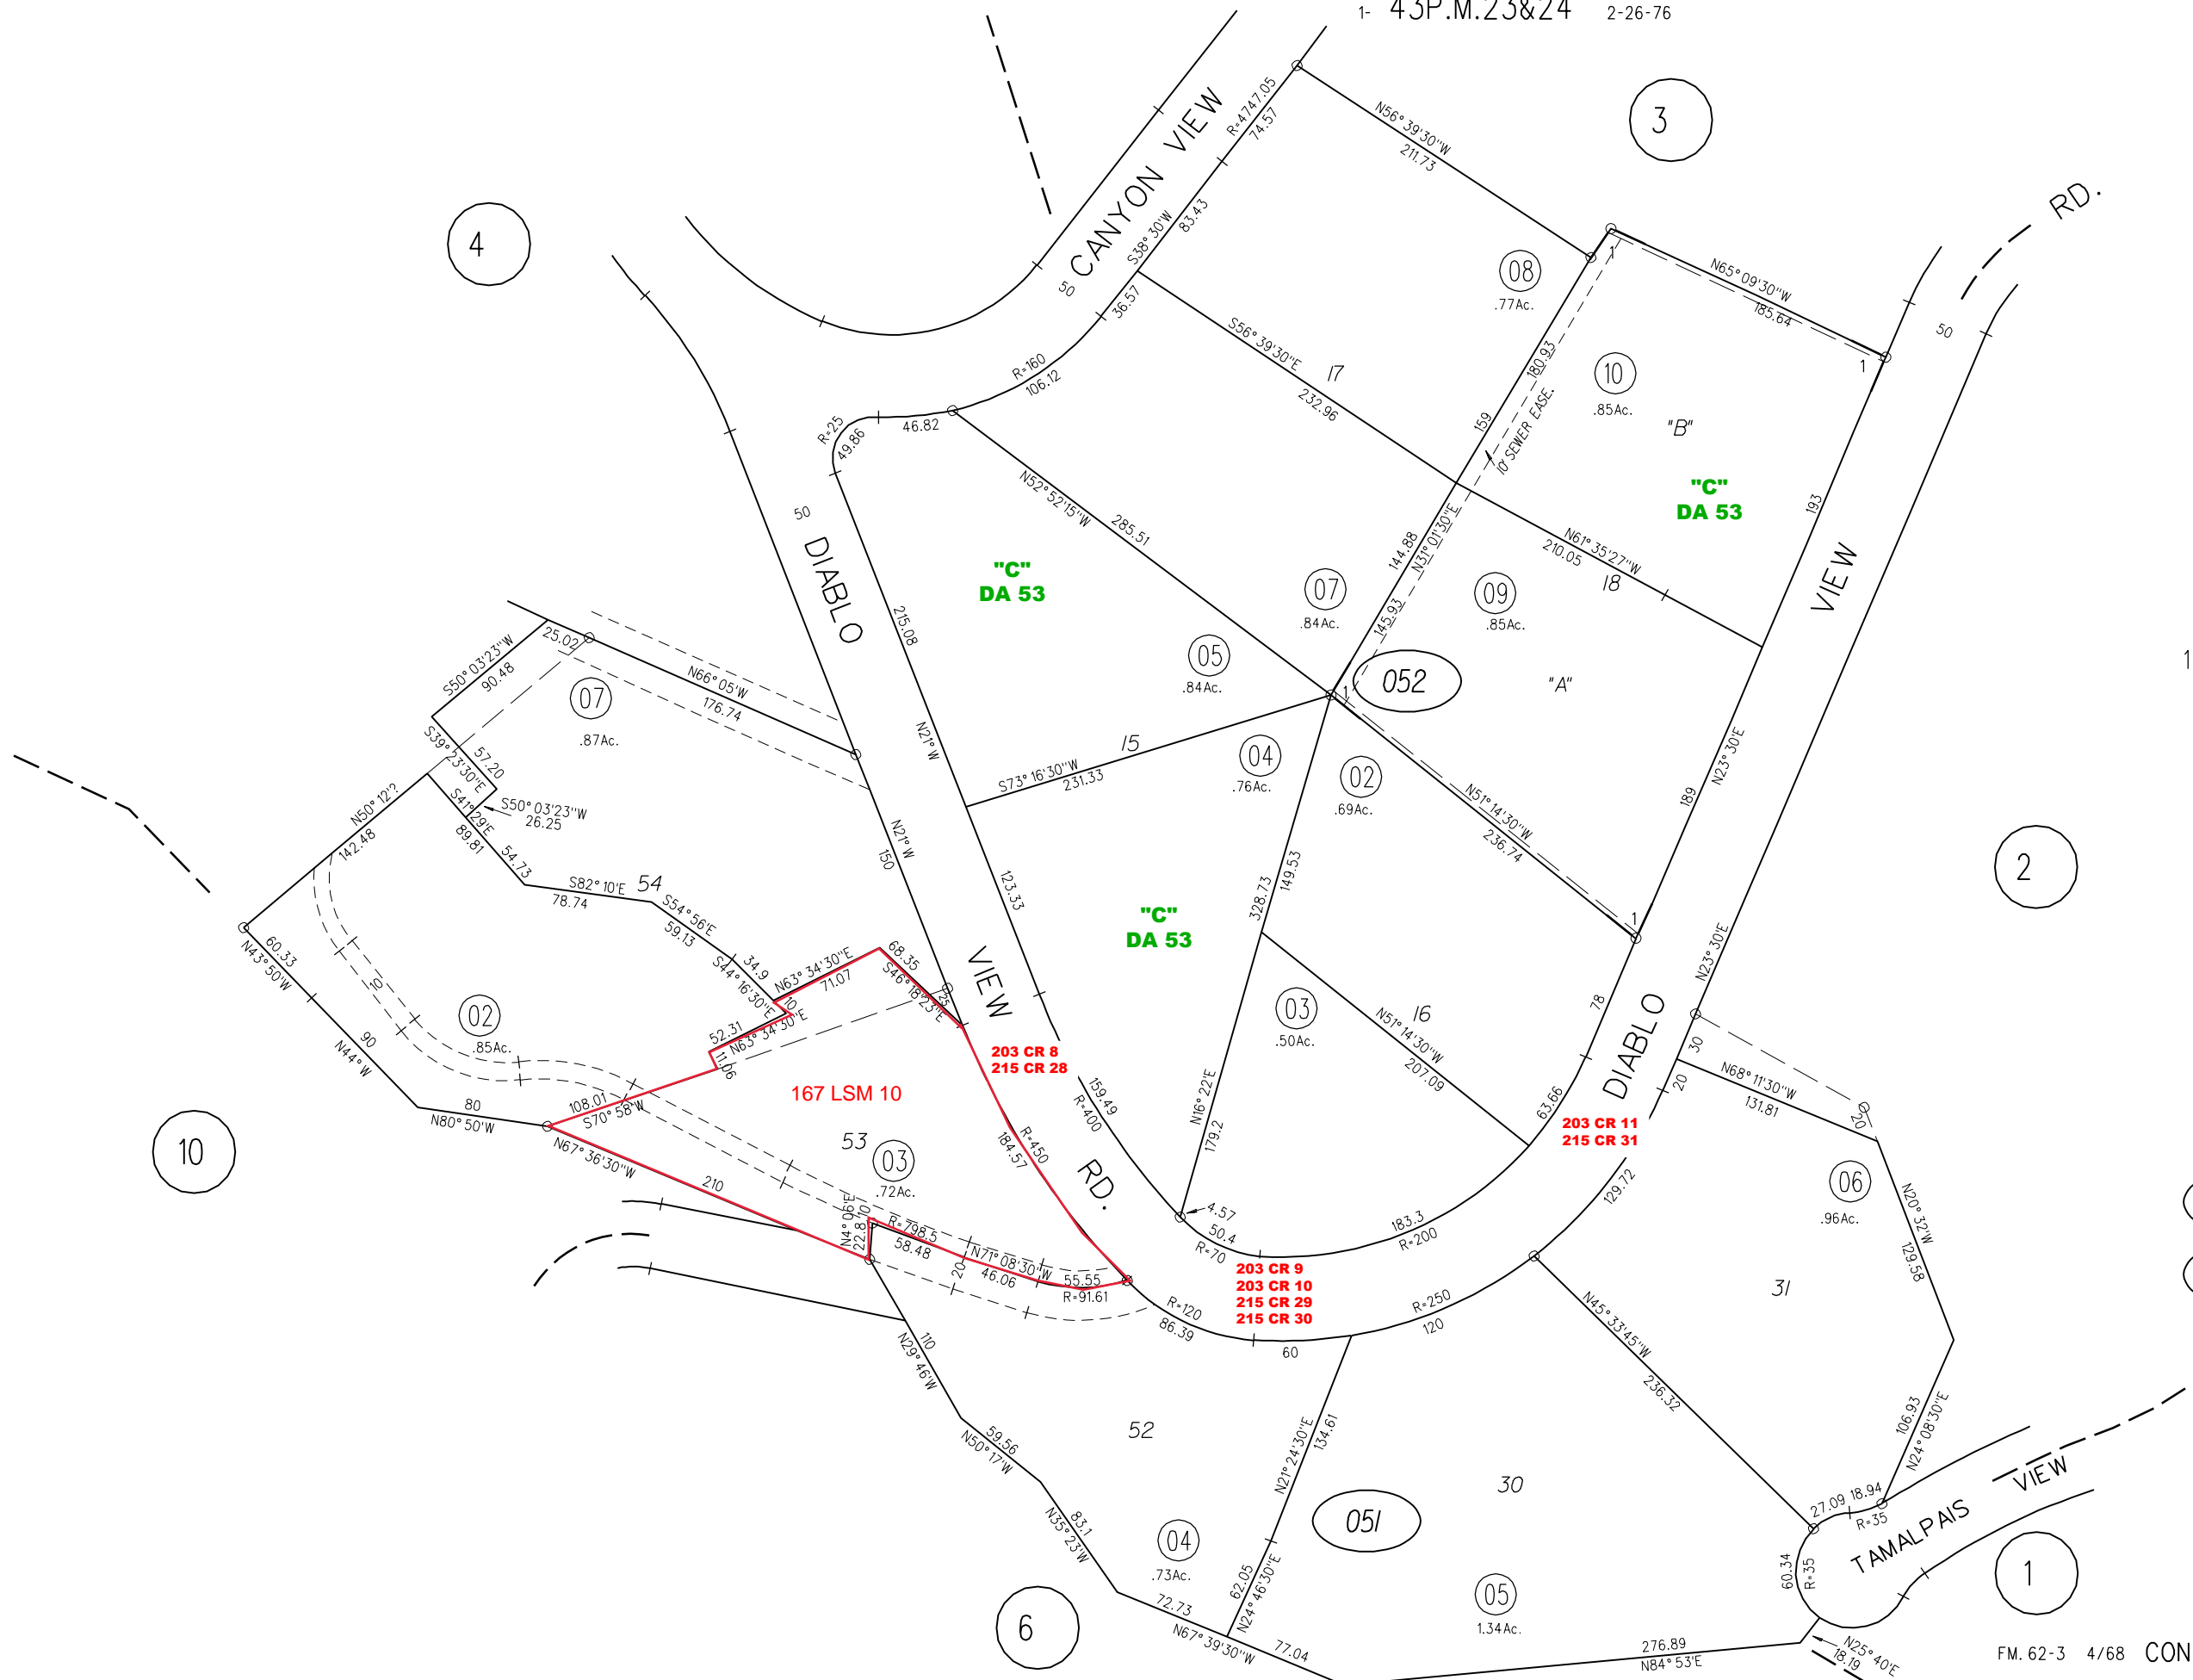 1- 43P.M.23&24 2-26-76
3
4
CANYON VIEW
50
R=4747.05
74.57
S38° 30'W
83.43
36.57
R=160
106.12
46.82
R=25
49.86
N56° 39'30"W
211.73
08
.77Ac.
S56° 39'30"E
232.96
17
1
N65° 09'30"W
185.64
1
RD.
50
10
.85Ac.
"B"
"C"
DA 53
180.93
159
10' SEWER EASE.
193
N61° 35'27"W
210.05
18
VIEW
50
DIABLO
N52° 52'15"W
285.51
"C"
DA 53
144.88
N31° 01'30"E
145.93
07
.84Ac.
09
.85Ac.
05
.84Ac.
052
1
"A"
215.08
N21° W
S50° 03'23"W
90.48
25.02
N66° 05'W
176.74
07
.87Ac.
15
S73° 16'30"W
231.33
04
.76Ac.
02
.69Ac.
N23° 30'E
189
N51° 14'30"W
236.74
1
S39° 23'30"E
57.20
S50° 03'23"W
26.25
N50° 12'?
142.48
S41° 29'E
89.81
54.73
S82° 10'E
78.74
54
S54° 56'E
59.13
34.9
S44° 16'30"E
N21° W
150
123.33
"C"
DA 53
328.73
149.53
2
60.33
N43° 50'W
10
02
.85Ac.
90
N44° W
80
N80° 50'W
N63° 34'30"E
71.07
68.35
S46° 18'23"E
25
10
52.31
N63° 34'30"E
11.06
VIEW
RD.
203 CR 8
215 CR 28
167 LSM 10
108.01
S70° 58'W
53
03
.72Ac.
R=450
184.57
159.49
R=400
N16° 22'E
179.2
03
.50Ac.
16
N51° 14'30"W
207.09
78
63.66
DIABLO
N23° 30'E
30
20
N68° 11'30"W
131.81
20
203 CR 11
215 CR 31
10
N67° 36'30"W
210
N4° 06'E
22.8
10
R=798.5
58.48
20
N71° 08'30"W
46.06
55.55
R=91.61
4.57
50.4
R=70
183.3
R=200
129.72
203 CR 9
203 CR 10
215 CR 29
215 CR 30
R=120
86.39
60
R=250
120
06
.96Ac.
N20° 32'W
129.58
31
N45° 33'45"W
236.32
110
N29° 46'W
59.56
N50° 17'W
52
N21° 24'30"E
134.61
30
051
83.1
N35° 23'W
04
.73Ac.
62.05
N24° 46'30"E
05
1.34Ac.
106.93
N24° 08'30"E
27.09 18.94
R=35
60.34
R=35
TAMALPAIS VIEW
1
6
72.73
N67° 39'30"W
77.04
276.89
N84° 53'E
N25° 40'E
18.19
FM. 62-3 4/68 CON
1